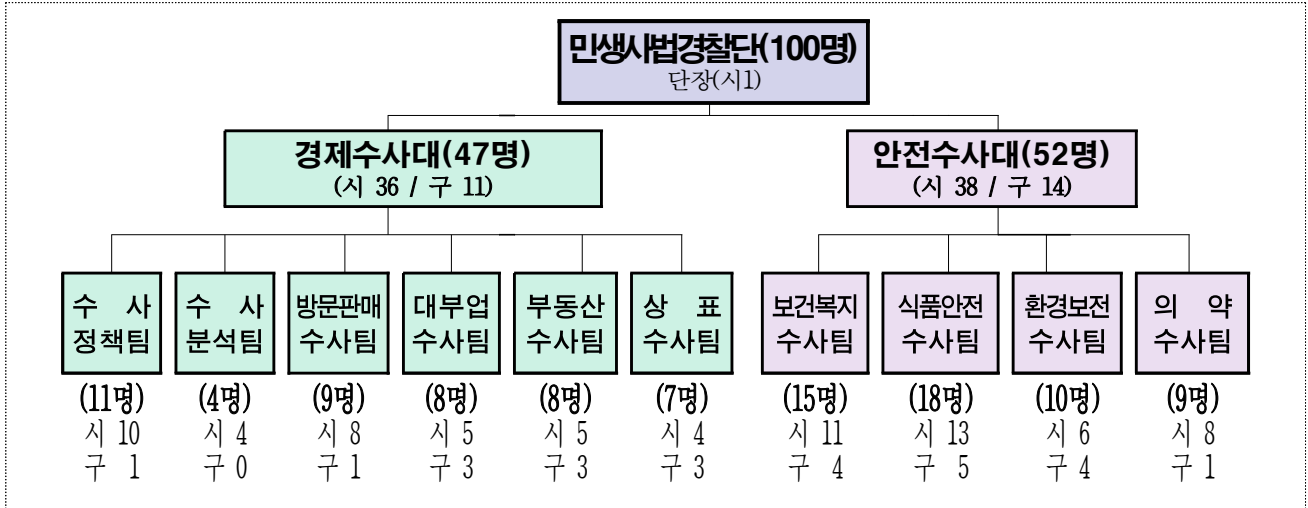 민생사법경찰단(100명)
단장(시1)
경제수사대(47명)
(시 36 / 구 11)
안전수사대(52명)
(시 38 / 구 14)
수 사
정책팀
(11명)
시 10
구 1
수 사
분석팀
(4명)
시 4
구 0
방문판매
수사팀
(9명)
시 8
구 1
대부업
수사팀
(8명)
시 5
구 3
부동산
수사팀
(8명)
시 5
구 3
상 표
수사팀
(7명)
시 4
구 3
보건복지
수사팀
(15명)
시 11
구 4
식품안전
수사팀
(18명)
시 13
구 5
환경보전
수사팀
(10명)
시 6
구 4
의 약
수사팀
(9명)
시 8
구 1